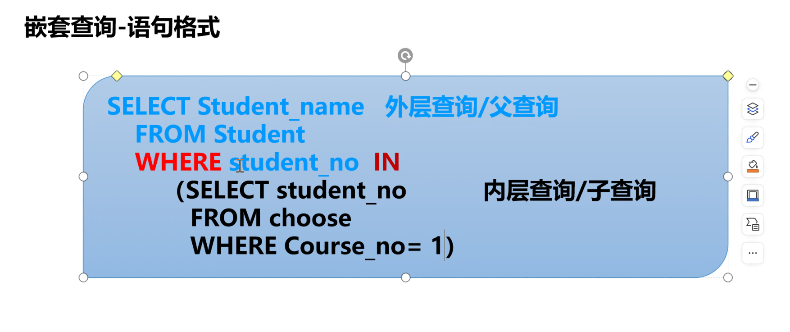 嵌套查询-语句格式
SELECT Student_name 外层查询/父查询
FROM Student
WHERE student_no IN
(SELECT student_no 内层查询/子查询
FROM choose
WHERE Course_no= 1)